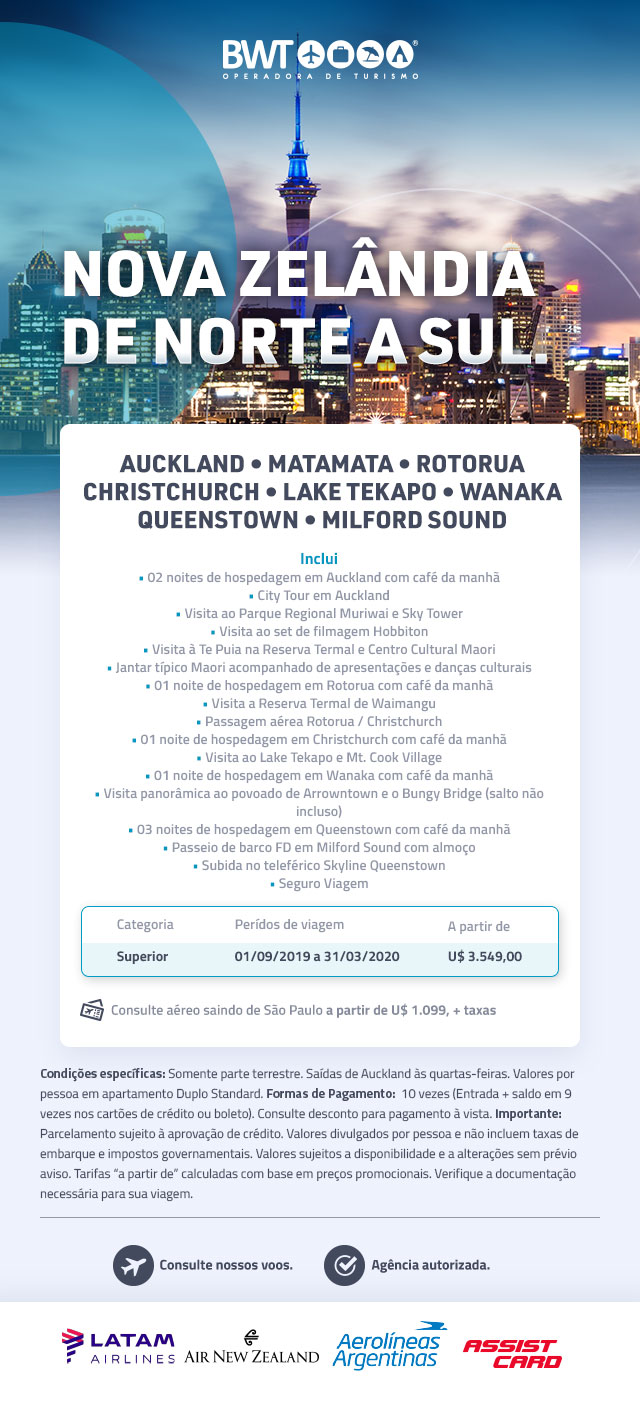 BWT®
OPERADORA DE TURISMO
NOVA ZELÂNDIA
DE NORTE A SUL.
AUCKLAND • MATAMATA • ROTORUA
CHRISTCHURCH • LAKE TEKAPO • WANAKA
QUEENSTOWN • MILFORD SOUND
Inclui
▪ 02 noites de hospedagem em Auckland com café da manhã
▪ City Tour em Auckland
▪ Visita ao Parque Regional Muriwai e Sky Tower
▪ Visita ao set de filmagem Hobbiton
▪ Visita à Te Puia na Reserva Termal e Centro Cultural Maori
▪ Jantar típico Maori acompanhado de apresentações e danças culturais
▪ 01 noite de hospedagem em Rotorua com café da manhã
▪ Visita a Reserva Termal de Waimangu
▪ Passagem aérea Rotorua / Christchurch
▪ 01 noite de hospedagem em Christchurch com café da manhã
▪ Visita ao Lake Tekapo e Mt. Cook Village
▪ 01 noite de hospedagem em Wanaka com café da manhã
▪ Visita panorâmica ao povoado de Arrowntown e o Bungy Bridge (salto não
incluso)
▪ 03 noites de hospedagem em Queenstown com café da manhã
▪ Passeio de barco FD em Milford Sound com almoço
▪ Subida no teleférico Skyline Queenstown
▪ Seguro Viagem
Categoria Perídos de viagem A partir de
Superior 01/09/2019 a 31/03/2020 U$ 3.549,00
Consulte aéreo saindo de São Paulo a partir de U$ 1.099, + taxas
Condições específicas: Somente parte terrestre. Saídas de Auckland às quartas-feiras. Valores por
pessoa em apartamento Duplo Standard. Formas de Pagamento: 10 vezes (Entrada + saldo em 9
vezes nos cartões de crédito ou boleto). Consulte desconto para pagamento à vista. Importante:
Parcelamento sujeito à aprovação de crédito. Valores divulgados por pessoa e não incluem taxas de
embarque e impostos governamentais. Valores sujeitos a disponibilidade e a alterações sem prévio
aviso. Tarifas “a partir de” calculadas com base em preços promocionais. Verifique a documentação
necessária para sua viagem.
Consulte nossos voos. Agência autorizada.
LATAM
AIRLINES
AIR NEW ZEALAND
Aerolíneas
Argentinas
ASSIST
CARD